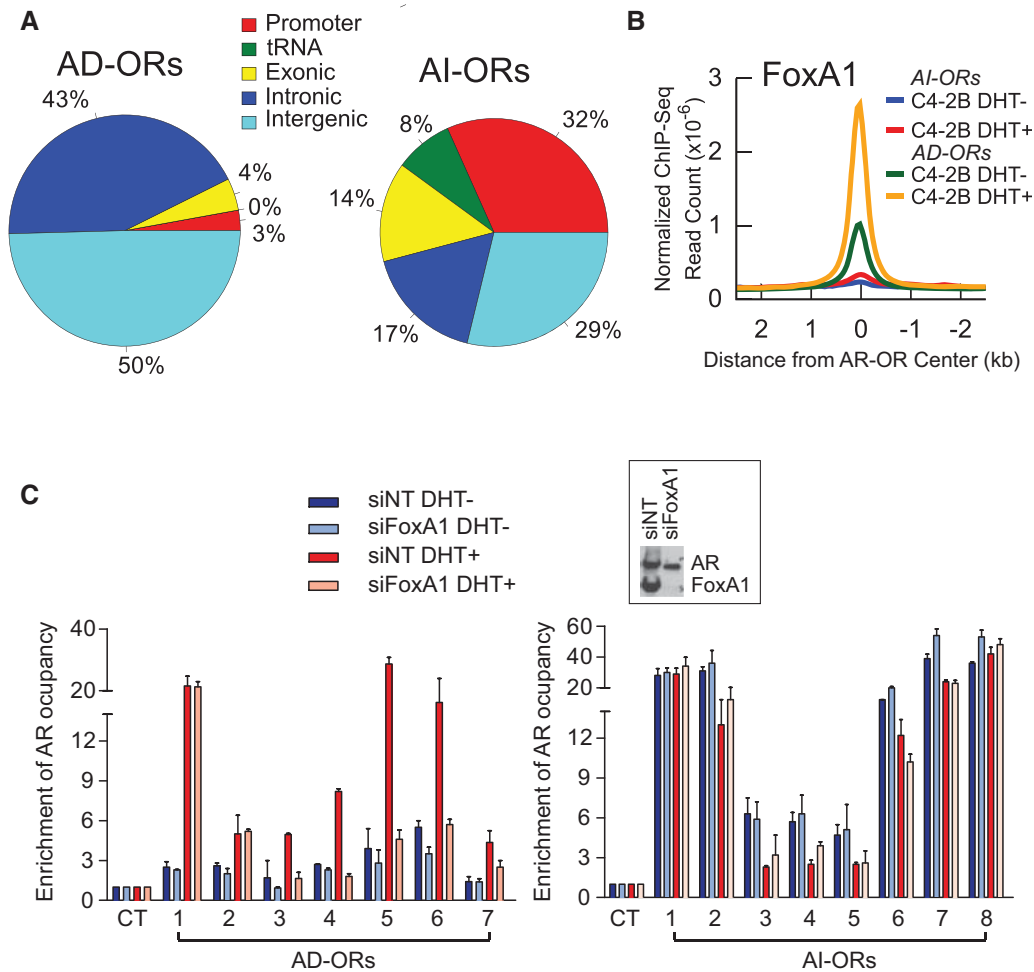 A
AD-ORs
43%
4%
0%
3%
50%
Promoter
tRNA
Exonic
Intronic
Intergenic
AI-ORs
8%
32%
14%
17%
29%
B
FoxA1
Normalized ChIP-Seq
Read Count (x10-6)
3
2
1
0
2 1 0 -1 -2
Distance from AR-OR Center (kb)
AI-ORs
C4-2B DHT-
C4-2B DHT+
AD-ORs
C4-2B DHT-
C4-2B DHT+
C
siNT DHT-
siFoxA1 DHT-
siNT DHT+
siFoxA1 DHT+
siNT
siFoxA1
AR
FoxA1
Enrichment of AR ocupancy
40
20
12
9
6
3
0
CT 1 2 3 4 5 6 7
AD-ORs
Enrichment of AR ocupancy
60
40
20
12
9
6
3
0
CT 1 2 3 4 5 6 7 8
AI-ORs